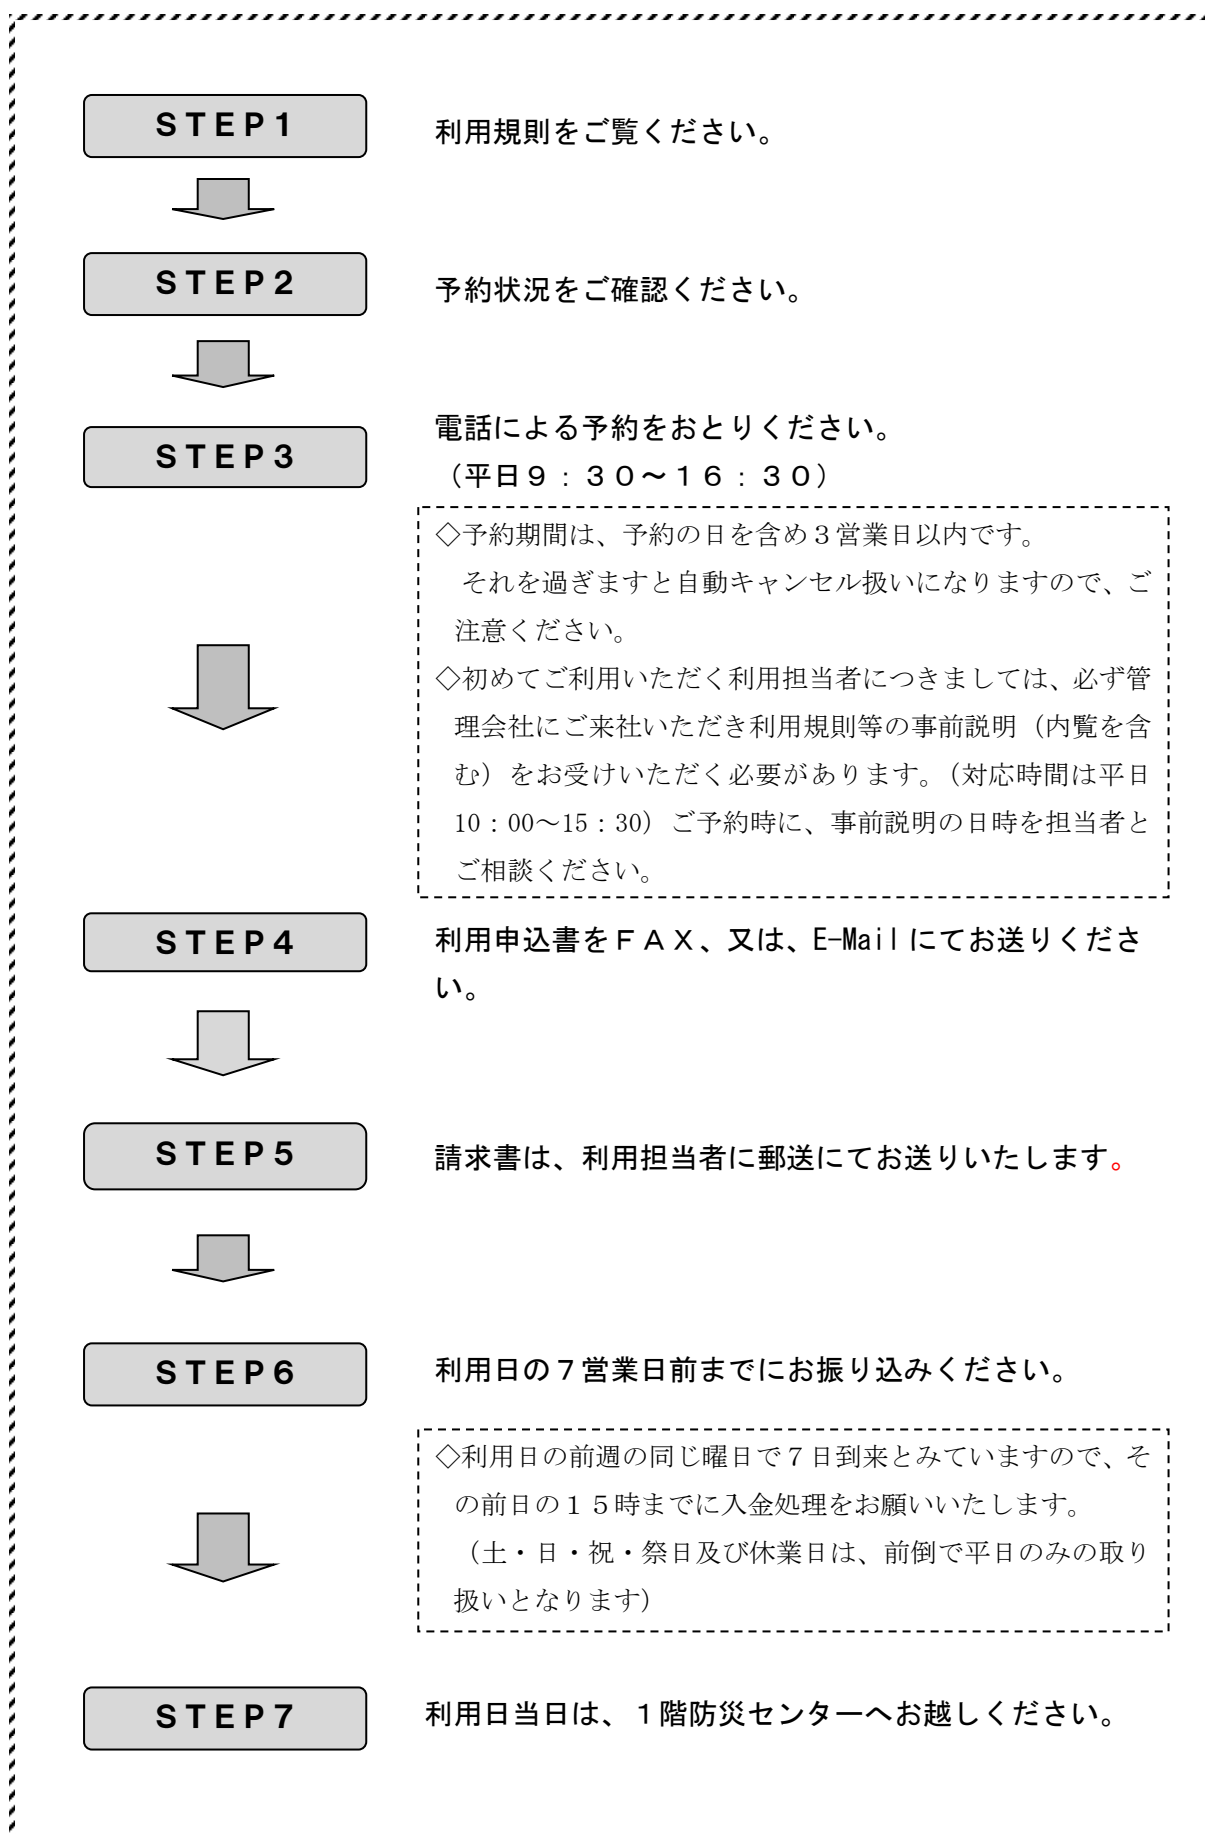 ＳＴＥＰ１
利用規則をご覧ください。
ＳＴＥＰ２
予約状況をご確認ください。
ＳＴＥＰ３
電話による予約をおとりください。
（平日９：３０～１６：３０）
◇予約期間は、予約の日を含め３営業日以内です。
それを過ぎますと自動キャンセル扱いになりますので、ご
注意ください。
◇初めてご利用いただく利用担当者につきましては、必ず管
理会社にご来社いただき利用規則等の事前説明（内覧を含
む）をお受けいただく必要があります。（対応時間は平日
10：00～15：30）ご予約時に、事前説明の日時を担当者と
ご相談ください。
ＳＴＥＰ４
利用申込書をＦＡＸ、又は、E-Mailにてお送りくださ
い。
ＳＴＥＰ５
請求書は、利用担当者に郵送にてお送りいたします。
ＳＴＥＰ６
利用日の７営業日前までにお振り込みください。
◇利用日の前週の同じ曜日で７日到来とみていますので、そ
の前日の１５時までに入金処理をお願いいたします。
（土・日・祝・祭日及び休業日は、前倒で平日のみの取り
扱いとなります）
ＳＴＥＰ７
利用日当日は、１階防災センターへお越しください。